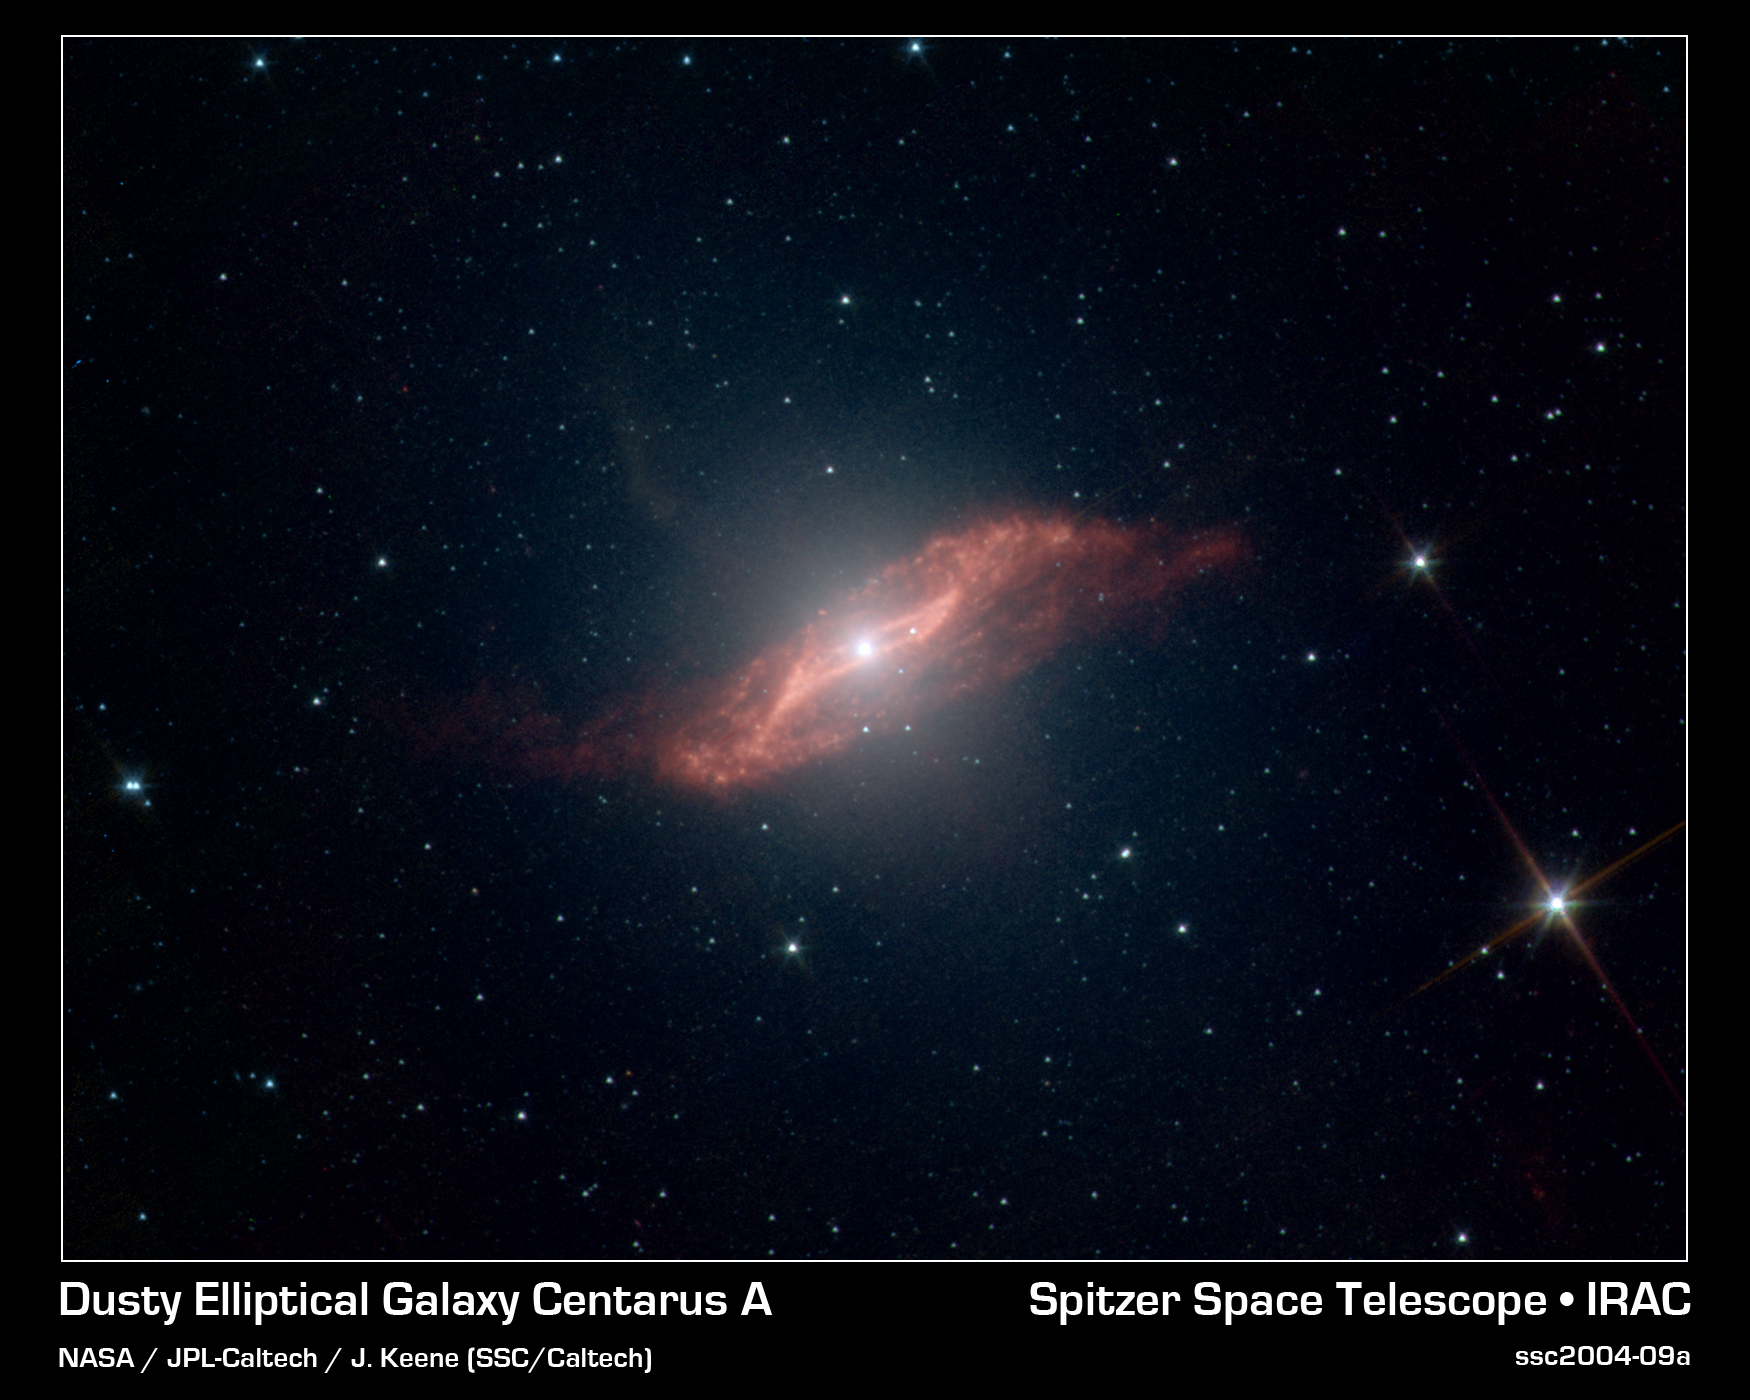 Dusty Elliptical Galaxy Centarus A
Spitzer Space Telescope • IRAC
NASA / JPL-Caltech / J. Keene (SSC/Caltech)
ssc2004-09a